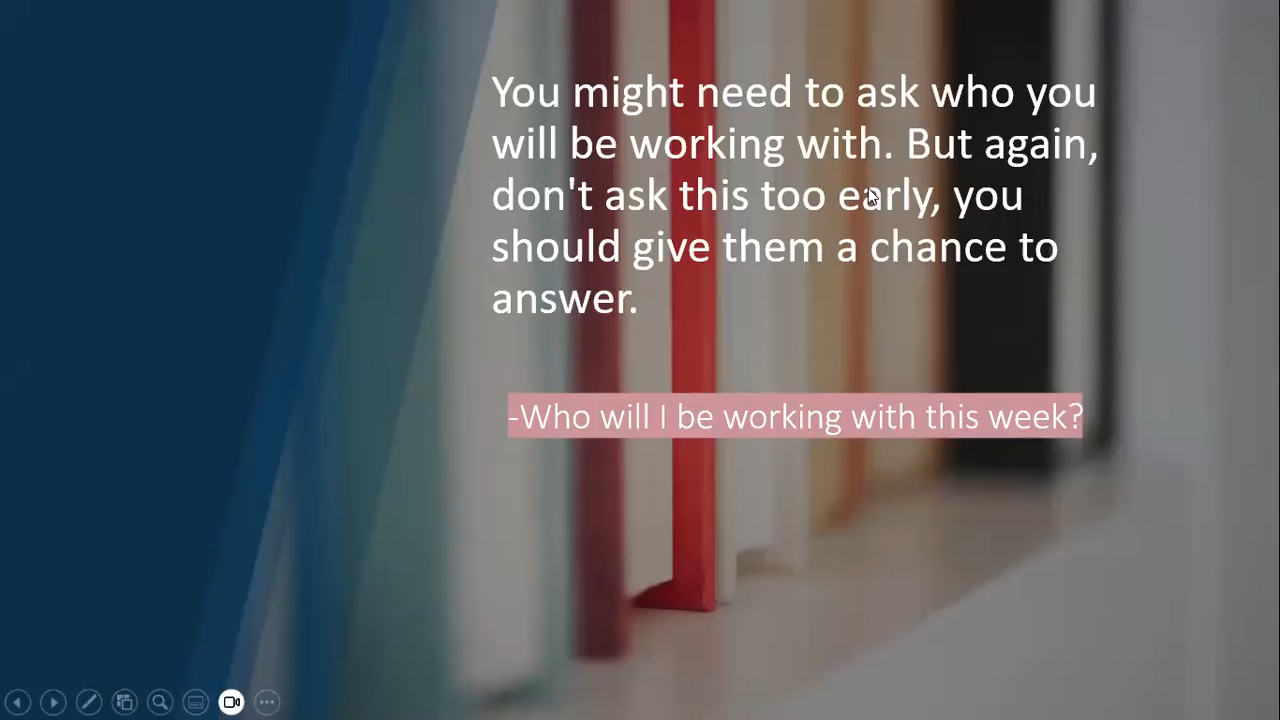 You might need to ask who you
will be working with. But again,
don't ask this too early, you
should give them a chance to
answer.
-Who will I be working with this week?